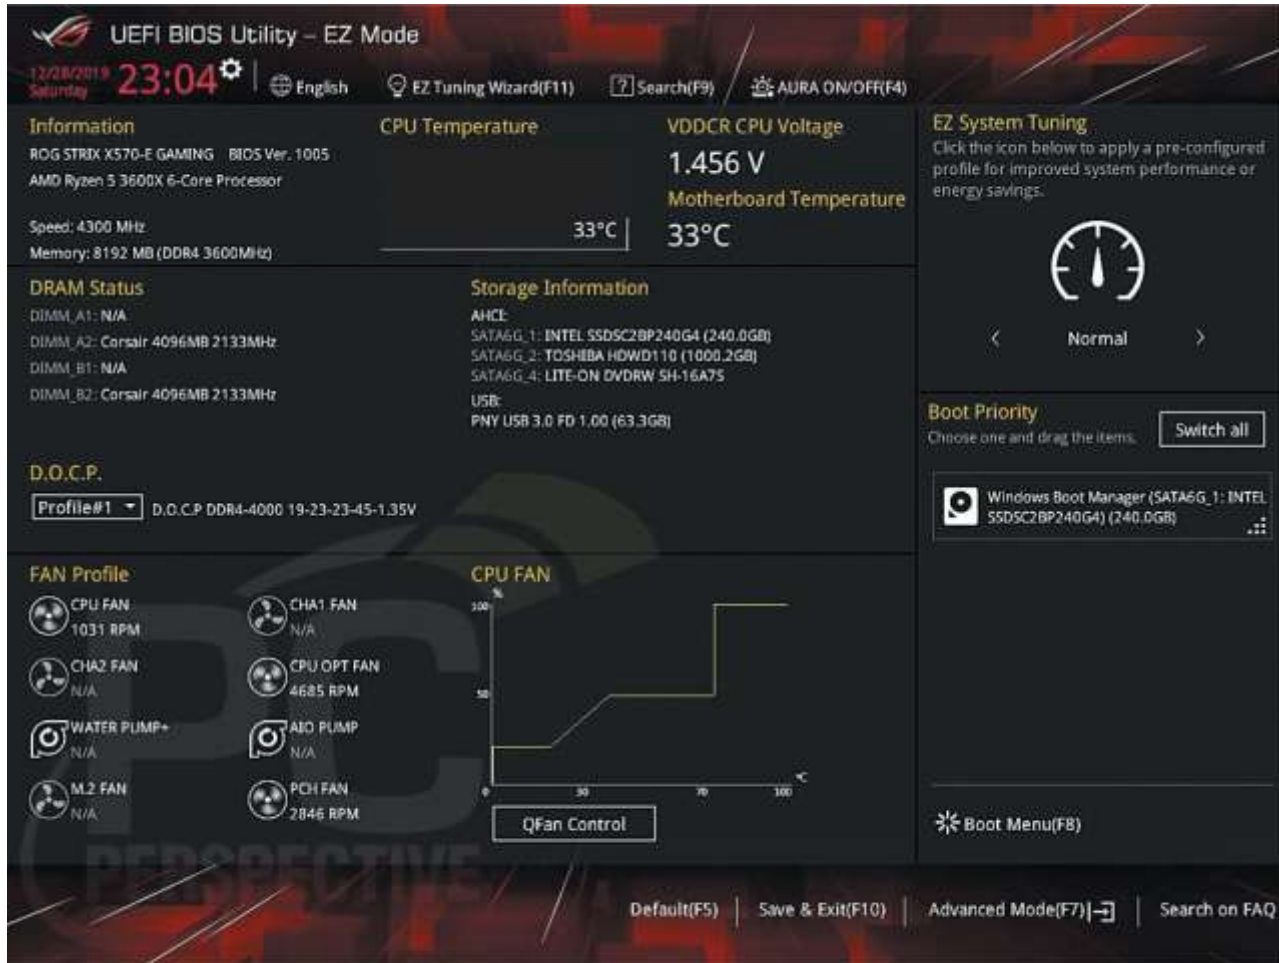 UEFI BIOS Utility – EZ Mode
12/28/2019
Saturday
23:04
English
EZ Tuning Wizard(F11)
Search(F9)
AURA ON/OFF(F4)
Information
ROG STRIX X570-E GAMING BIOS Ver. 1005
AMD Ryzen 5 3600X 6-Core Processor
Speed: 4300 MHz
Memory: 8192 MB (DDR4 3600MHz)
CPU Temperature
33°C
VDDCR CPU Voltage
1.456 V
Motherboard Temperature
33°C
EZ System Tuning
Click the icon below to apply a pre-configured
profile for improved system performance or
energy savings.
Normal
DRAM Status
DIMM_A1: N/A
DIMM_A2: Corsair 4096MB 2133MHz
DIMM_B1: N/A
DIMM_B2: Corsair 4096MB 2133MHz
Storage Information
AHCI:
SATA6G_1: INTEL SSDSC2BP240G4 (240.0GB)
SATA6G_2: TOSHIBA HDWD110 (1000.2GB)
SATA6G_4: LITE-ON DVDRW SH-16A7S
USB:
PNY USB 3.0 FD 1.00 (63.3GB)
D.O.C.P.
Profile#1
D.O.C.P DDR4-4000 19-23-23-45-1.35V
Boot Priority
Choose one and drag the items.
Switch all
Windows Boot Manager (SATA6G_1: INTEL
SSDSC2BP240G4) (240.0GB)
FAN Profile
CPU FAN
1031 RPM
CHA1 FAN
N/A
CHA2 FAN
N/A
CPU OPT FAN
4685 RPM
WATER PUMP+
N/A
AIO PUMP
N/A
M.2 FAN
N/A
PCH FAN
2846 RPM
CPU FAN
%
100
50
0 30 70 100
°C
QFan Control
Boot Menu(F8)
PC
PERSPECTIVE
Default(F5)
Save & Exit(F10)
Advanced Mode(F7)
Search on FAQ